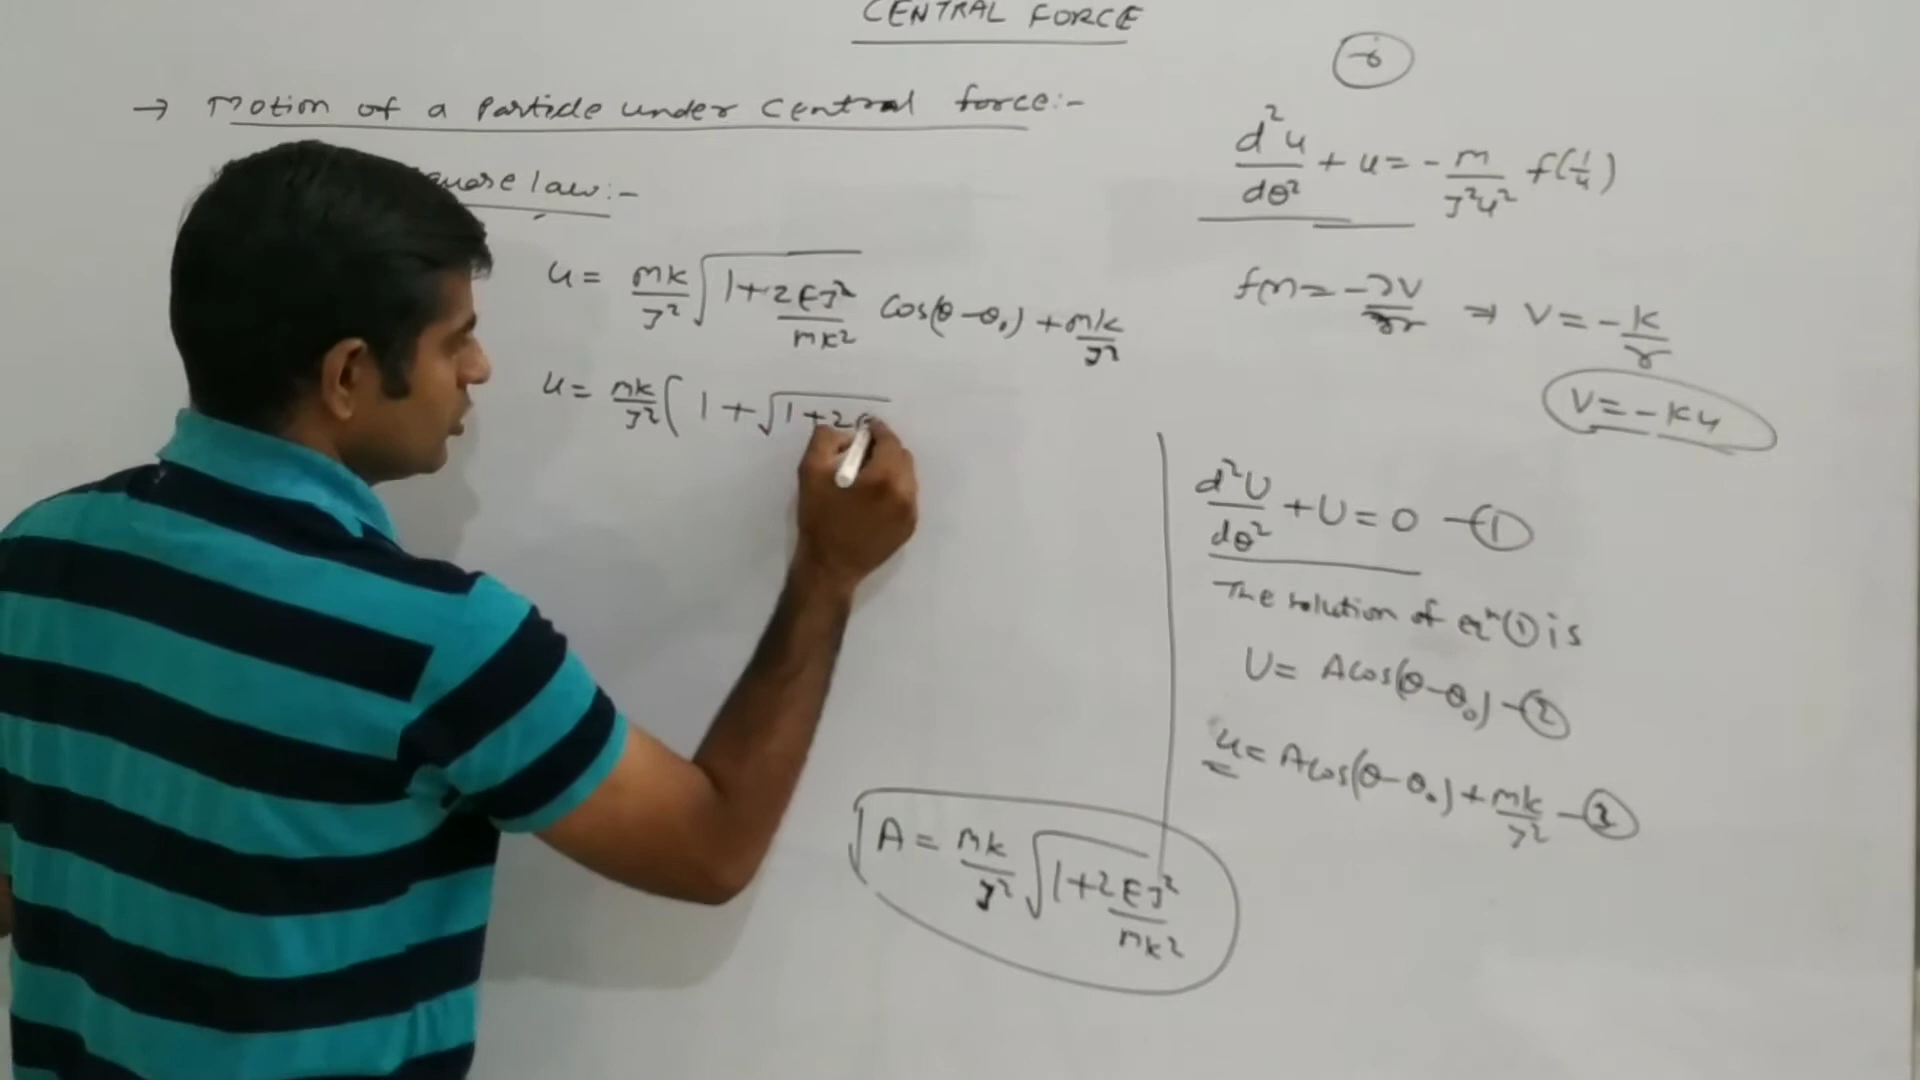 CENTRAL FORCE
-6
→ Motion of a Particle under Central force:-
law:-
u = mk/J² √(1+2EJ²/mk²) Cos(θ-θ₀) + mk/J²
u = mk/J² ( 1 + √(1+2
A = mk/J² √(1+2EJ²/mk²)
d²u/dθ² + u = - m/J²u² f(1/u)
⇒ V = - k/r
V = - ku
d²U/dθ² + U = 0 -①
The solution of eqⁿ ① is
U = Acos(θ-θ₀) -②
u = Acos(θ-θ₀) + mk/J² -